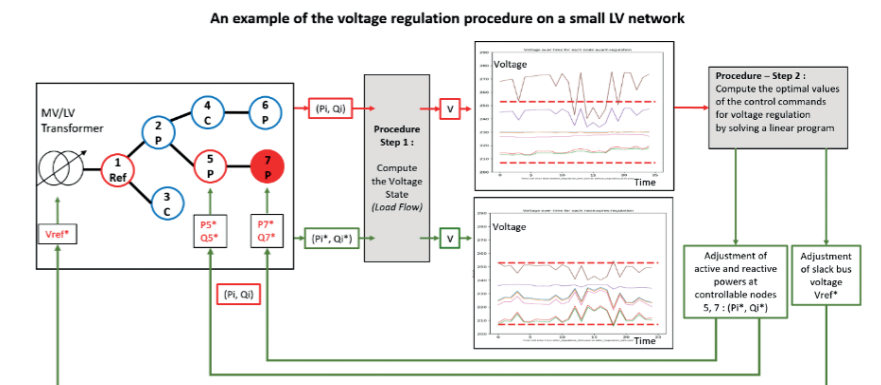 An example of the voltage regulation procedure on a small LV network
MV/LV
Transformer
1
Ref
2
P
3
C
4
C
5
P
6
P
7
P
Vref*
P5*
Q5*
P7*
Q7*
(Pi, Qi)
(Pi*, Qi*)
(Pi, Qi)
Procedure
Step 1 :
Compute
the Voltage
State
(Load Flow)
V
V
Voltage
Time
Voltage
Time
Procedure – Step 2 :
Compute the optimal values
of the control commands
for voltage regulation
by solving a linear program
Adjustment of
active and reactive
powers at
controllable nodes
5, 7 : (Pi*, Qi*)
Adjustment
of slack bus
voltage
Vref*